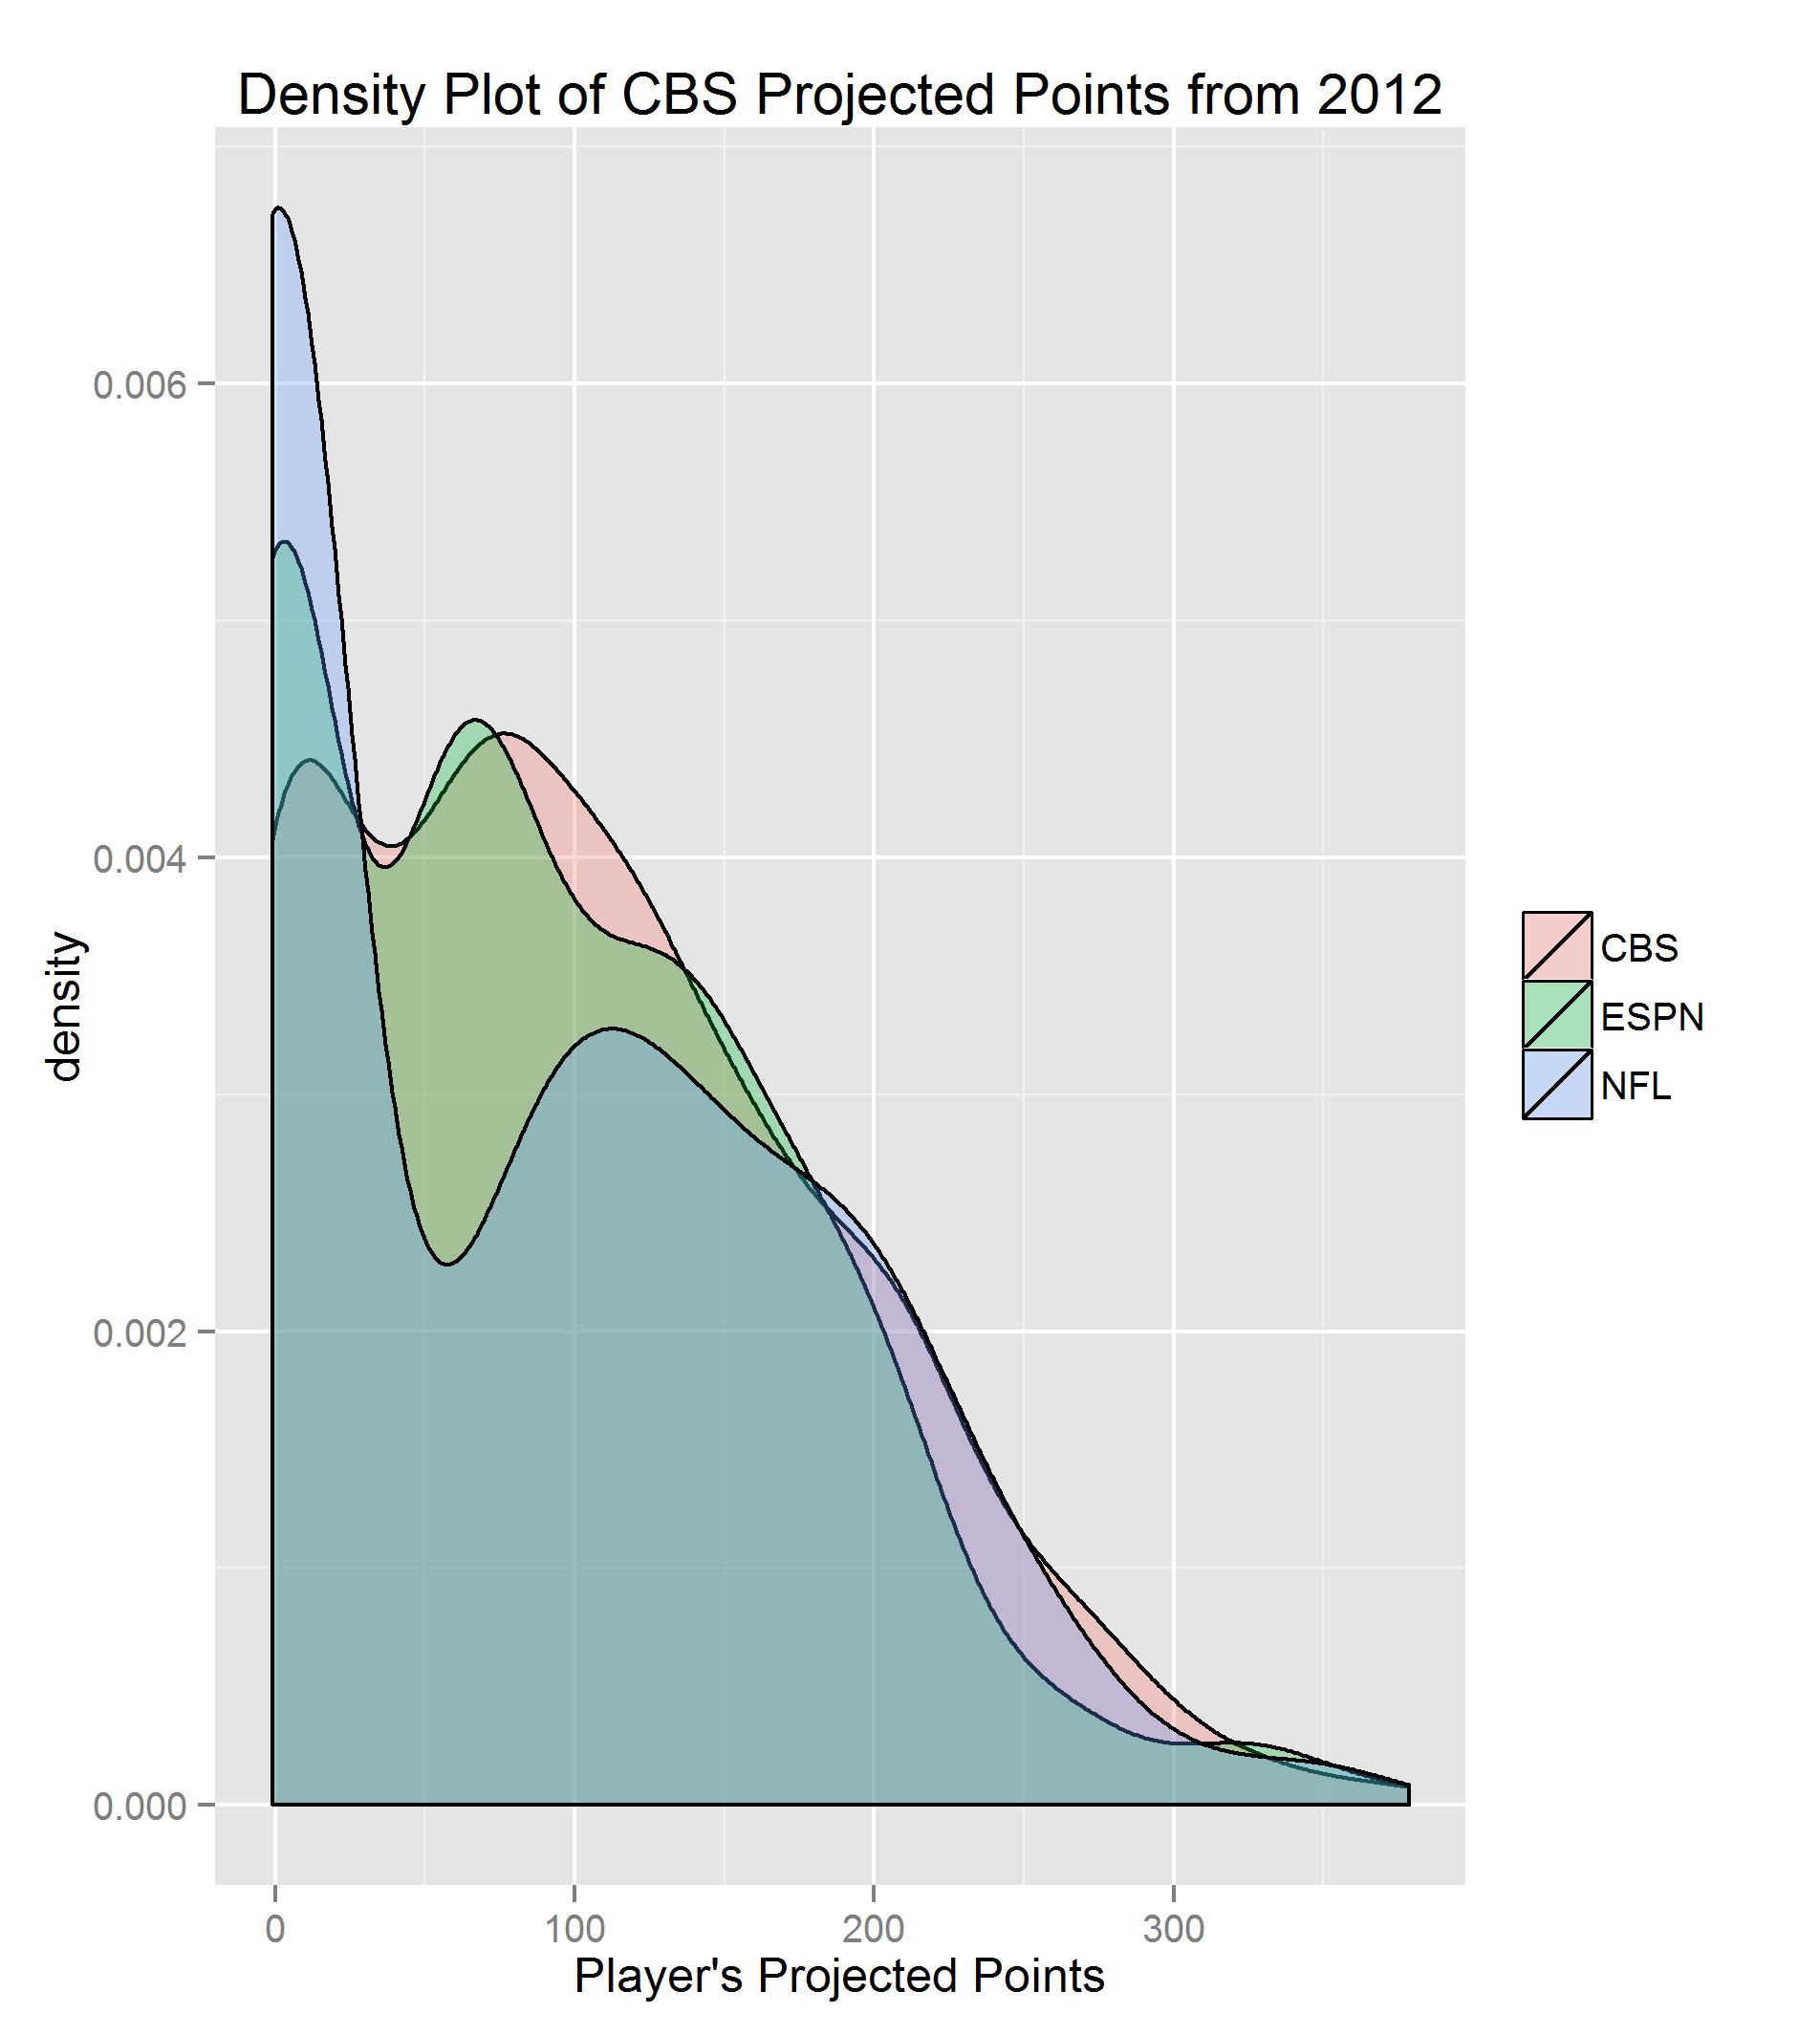 Density Plot of CBS Projected Points from 2012
0.006
0.004
0.002
0.000
density
0 100 200 300
Player's Projected Points
CBS
ESPN
NFL